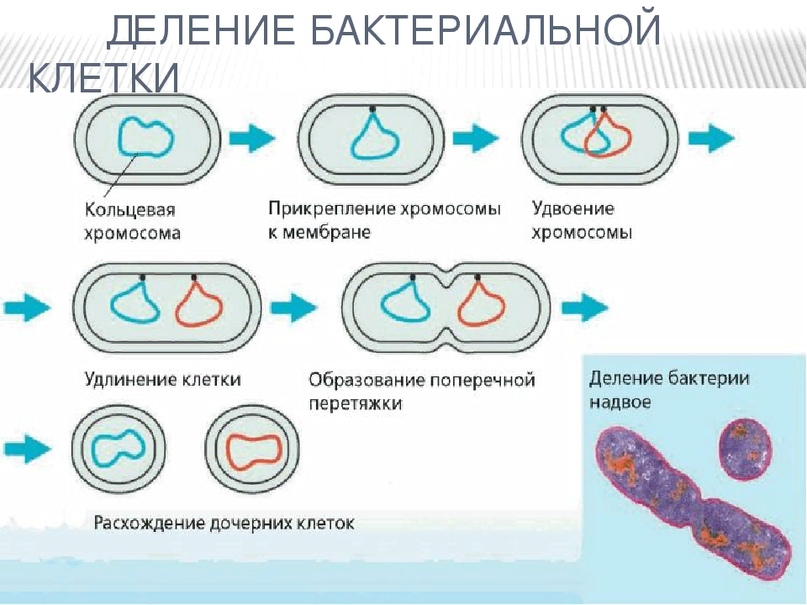 ДЕЛЕНИЕ БАКТЕРИАЛЬНОЙ
КЛЕТКИ
Кольцевая
хромосома
Прикрепление хромосомы
к мембране
Удвоение
хромосомы
Удлинение клетки
Образование поперечной
перетяжки
Деление бактерии
надвое
Расхождение дочерних клеток